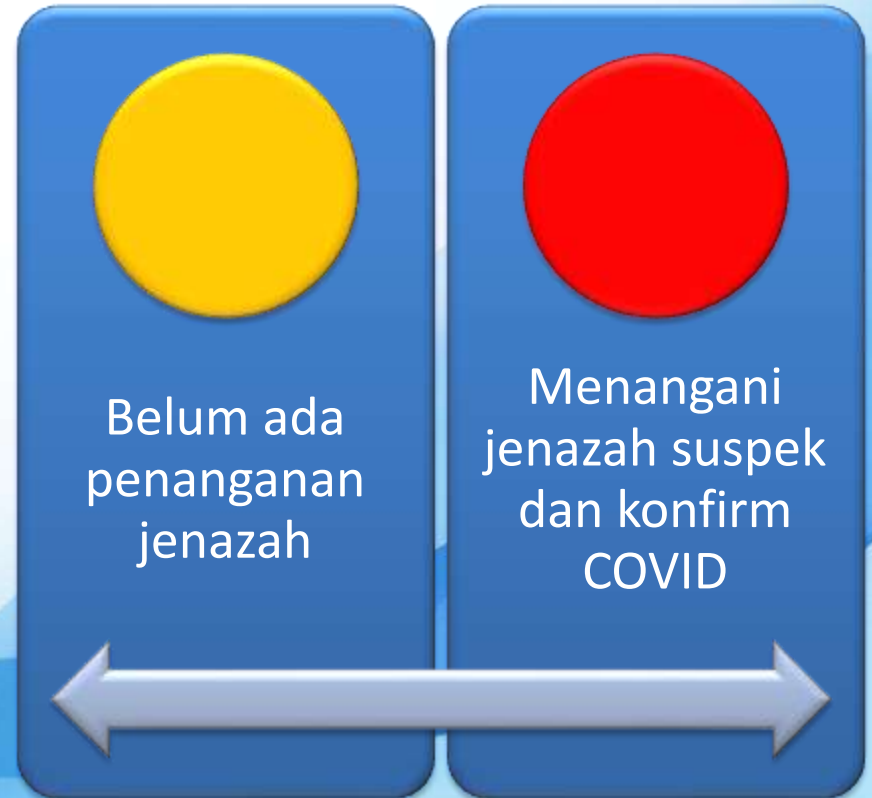 Belum ada
penanganan
jenazah
Menangani
jenazah suspek
dan konfirm
COVID